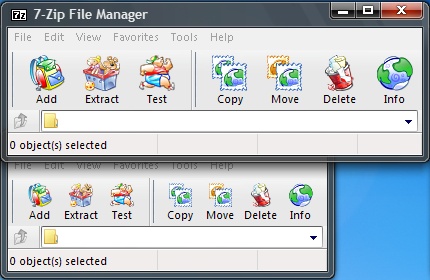 7z 7-Zip File Manager
File Edit View Favorites Tools Help
Add Extract Test Copy Move Delete Info
0 object(s) selected
File Edit View Favorites Tools Help
Add Extract Test Copy Move Delete Info
0 object(s) selected